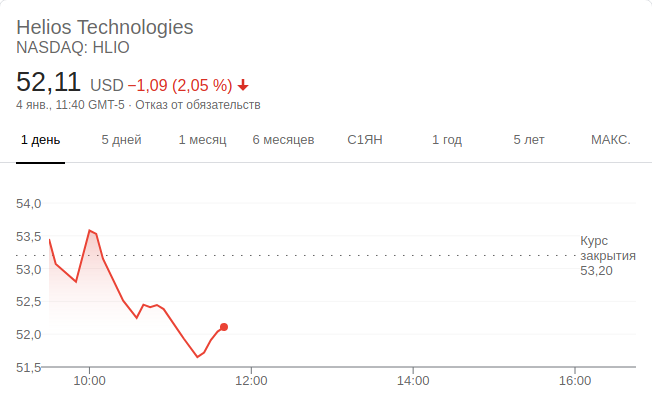 Helios Technologies
NASDAQ: HLIO
52,11 USD −1,09 (2,05 %)
4 янв., 11:40 GMT-5 · Отказ от обязательств
1 день 5 дней 1 месяц 6 месяцев С1ЯН 1 год 5 лет МАКС.
54,0
53,5
53,0
52,5
52,0
51,5
Курс
закрытия
53,20
10:00 12:00 14:00 16:00